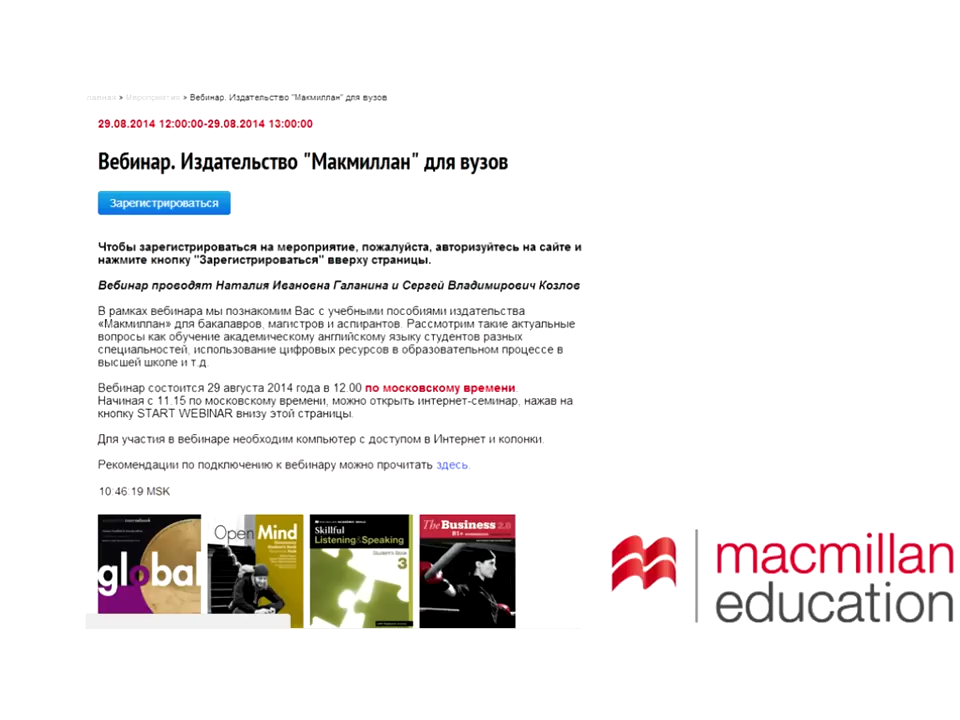 Главная > Мероприятия > Вебинар. Издательство "Макмиллан" для вузов
29.08.2014 12:00:00-29.08.2014 13:00:00
Вебинар. Издательство "Макмиллан" для вузов
Зарегистрироваться
Чтобы зарегистрироваться на мероприятие, пожалуйста, авторизуйтесь на сайте и
нажмите кнопку "Зарегистрироваться" вверху страницы.
Вебинар проводят Наталия Ивановна Галанина и Сергей Владимирович Козлов
В рамках вебинара мы познакомим Вас с учебными пособиями издательства
«Макмиллан» для бакалавров, магистров и аспирантов. Рассмотрим такие актуальные
вопросы как обучение академическому английскому языку студентов разных
специальностей, использование цифровых ресурсов в образовательном процессе в
высшей школе и т.д.
Вебинар состоится 29 августа 2014 года в 12.00 по московскому времени.
Начиная с 11.15 по московскому времени, можно открыть интернет-семинар, нажав на
кнопку START WEBINAR внизу этой страницы.
Для участия в вебинаре необходим компьютер с доступом в Интернет и колонки.
Рекомендации по подключению к вебинару можно прочитать здесь.
10:46:19 MSK
global
Open Mind
Skillful
Listening&Speaking
Student's Book
3
The Business 2.0
B1+
macmillan
education